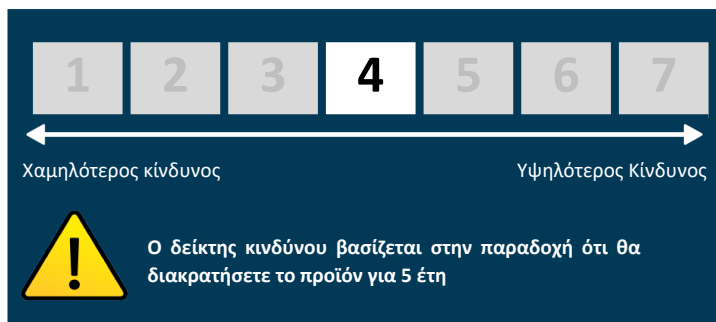 1 2 3 4 5 6 7
Χαμηλότερος κίνδυνος Υψηλότερος Κίνδυνος
Ο δείκτης κινδύνου βασίζεται στην παραδοχή ότι θα
διακρατήσετε το προϊόν για 5 έτη